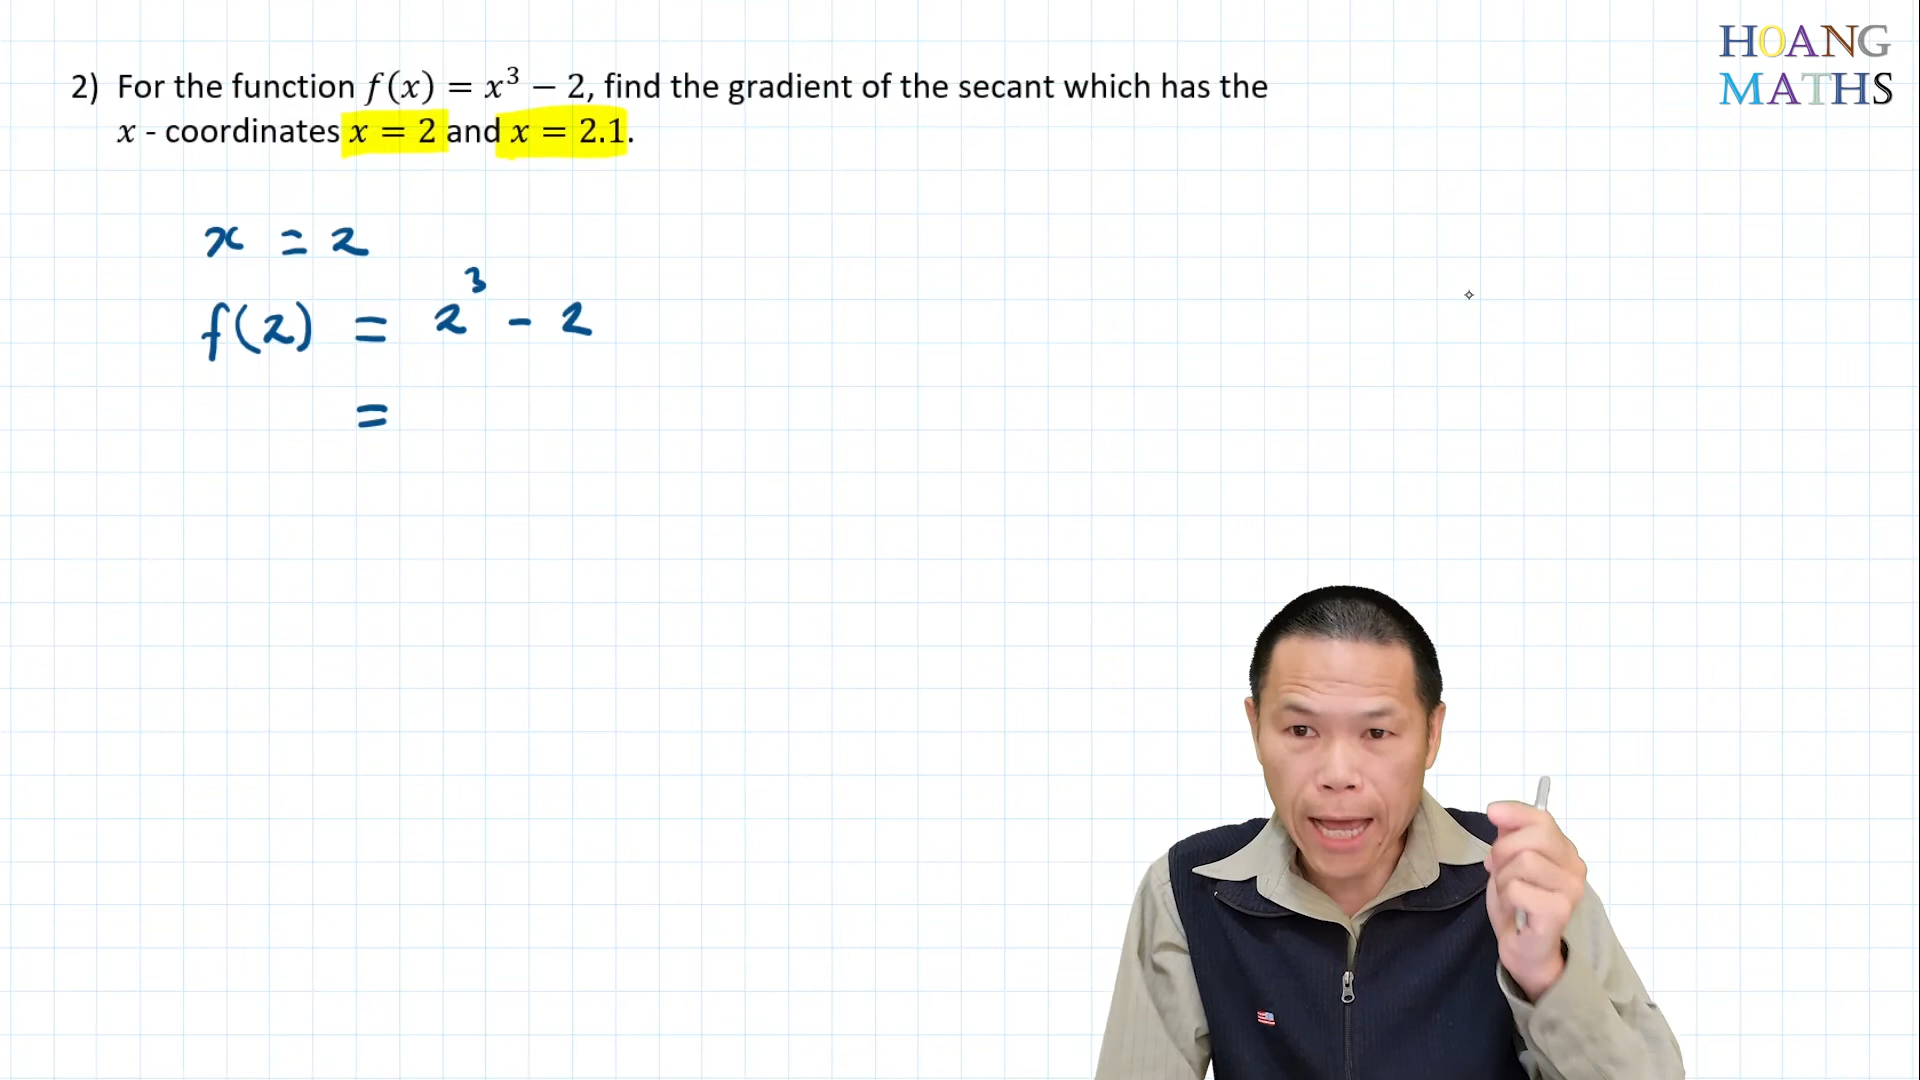 HOANG
MATHS
2) For the function f(x) = x³ − 2, find the gradient of the secant which has the
x - coordinates x = 2 and x = 2.1.
x = 2
f(2) = 2³ - 2
=